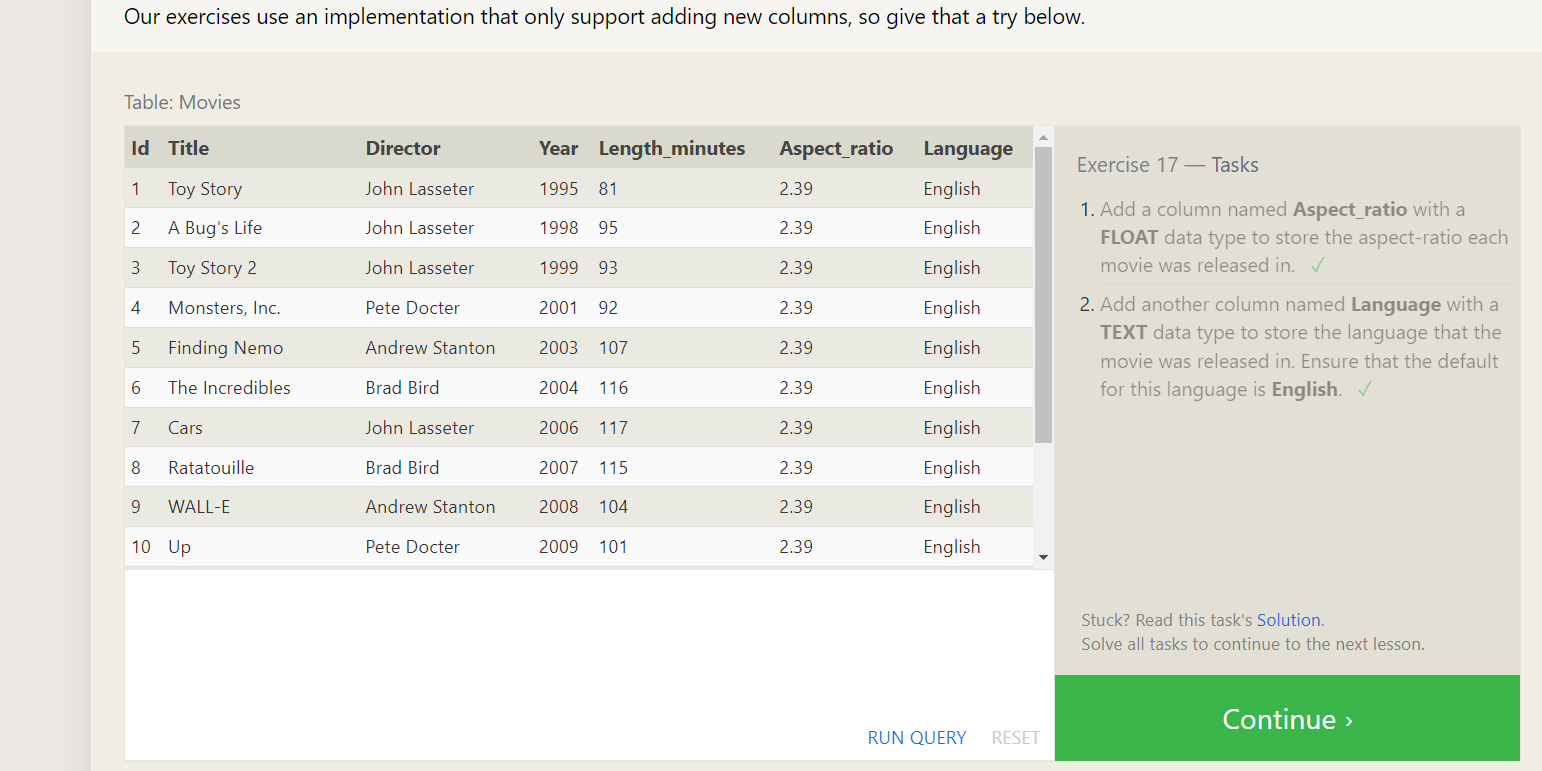 Our exercises use an implementation that only support adding new columns, so give that a try below.
Table: Movies
Id Title Director Year Length_minutes Aspect_ratio Language
1 Toy Story John Lasseter 1995 81 2.39 English
2 A Bug's Life John Lasseter 1998 95 2.39 English
3 Toy Story 2 John Lasseter 1999 93 2.39 English
4 Monsters, Inc. Pete Docter 2001 92 2.39 English
5 Finding Nemo Andrew Stanton 2003 107 2.39 English
6 The Incredibles Brad Bird 2004 116 2.39 English
7 Cars John Lasseter 2006 117 2.39 English
8 Ratatouille Brad Bird 2007 115 2.39 English
9 WALL-E Andrew Stanton 2008 104 2.39 English
10 Up Pete Docter 2009 101 2.39 English
RUN QUERY RESET
Exercise 17 — Tasks
1. Add a column named Aspect_ratio with a
FLOAT data type to store the aspect-ratio each
movie was released in. ✓
2. Add another column named Language with a
TEXT data type to store the language that the
movie was released in. Ensure that the default
for this language is English. ✓
Stuck? Read this task's Solution.
Solve all tasks to continue to the next lesson.
Continue ›